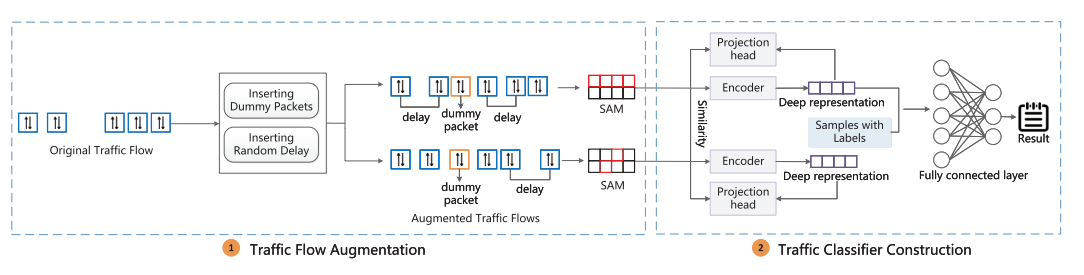 Original Traffic Flow
Inserting
Dummy Packets
Inserting
Random Delay
delay
dummy
packet
delay
SAM
dummy
packet
delay
SAM
Augmented Traffic Flows
1 Traffic Flow Augmentation
Projection
head
Encoder
Deep representation
Similarity
Samples with
Labels
Encoder
Deep representation
Projection
head
Fully connected layer
Result
2 Traffic Classifier Construction